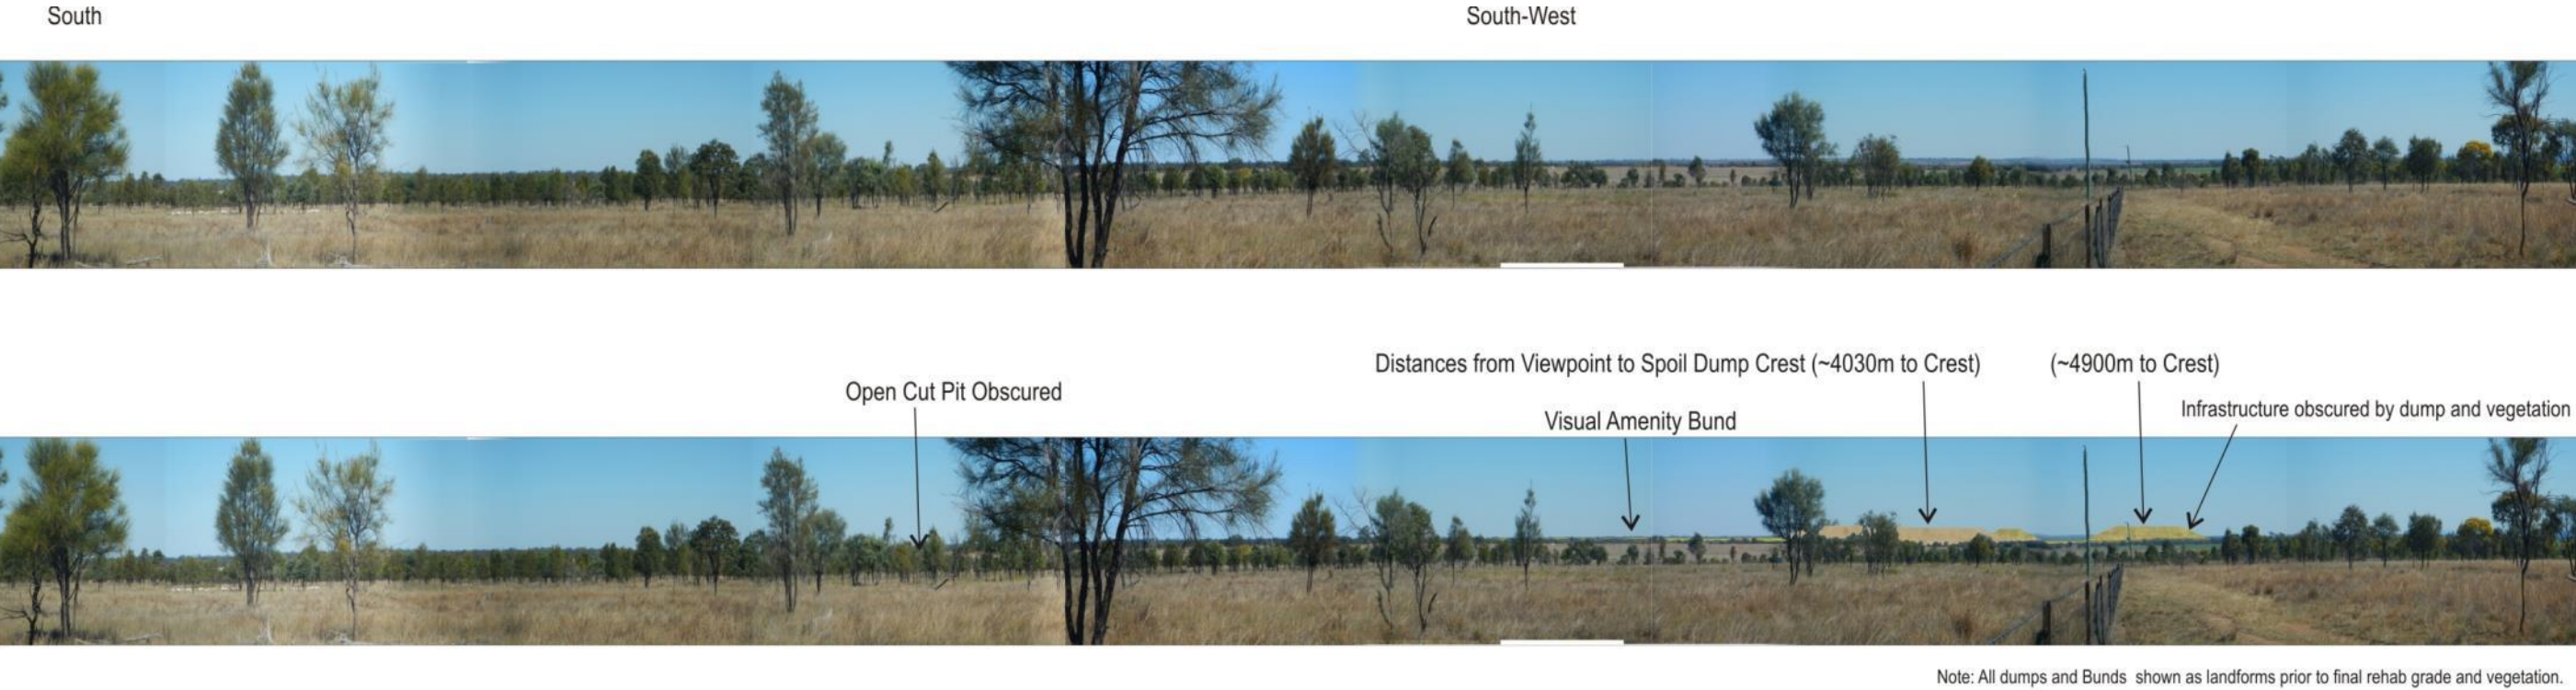 South
South-West
Distances from Viewpoint to Spoil Dump Crest (~4030m to Crest)
(~4900m to Crest)
Open Cut Pit Obscured
Infrastructure obscured by dump and vegetation
Visual Amenity Bund
Note: All dumps and Bunds shown as landforms prior to final rehab grade and vegetation.